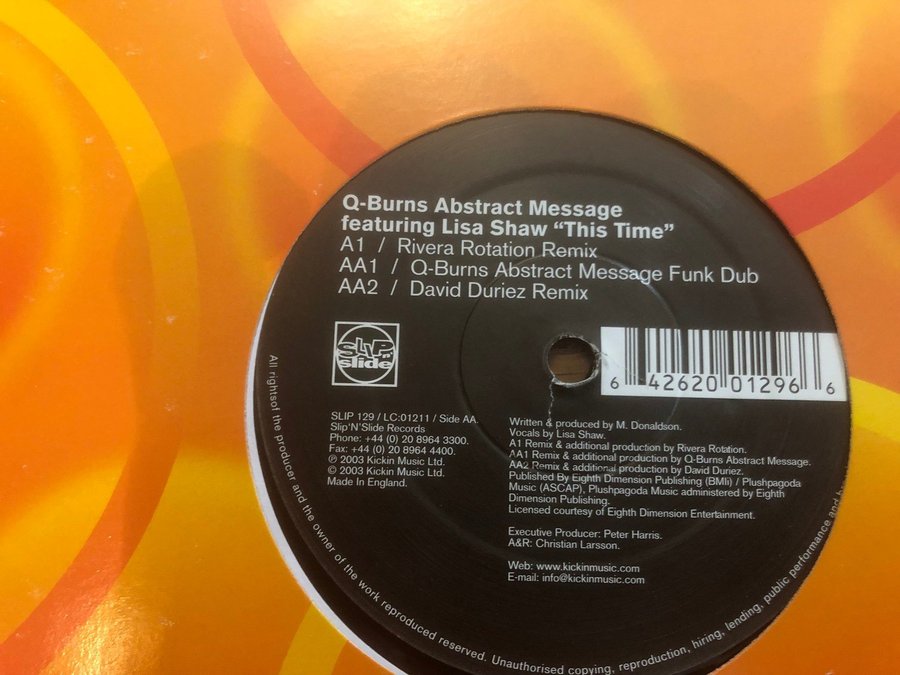 Q-Burns Abstract Message
featuring Lisa Shaw “This Time”
A1 / Rivera Rotation Remix
AA1 / Q-Burns Abstract Message Funk Dub
AA2 / David Duriez Remix
SLiP'n'
slide
6 42620 01296 6
SLIP 129 / LC:01211 / Side AA.
Slip'N'Slide Records
Phone: +44 (0) 20 8964 3300.
Fax: +44 (0) 20 8964 4400.
℗ 2003 Kickin Music Ltd.
© 2003 Kickin Music Ltd.
Made In England.
Written & produced by M. Donaldson.
Vocals by Lisa Shaw.
A1 Remix & additional production by Rivera Rotation.
AA1 Remix & additional production by Q-Burns Abstract Message.
AA2 Remix & additional production by David Duriez.
Published By Eighth Dimension Publishing (BMIi) / Plushpagoda
Music (ASCAP), Plushpagoda Music administered by Eighth
Dimension Publishing.
Licensed courtesy of Eighth Dimension Entertainment.
Executive Producer: Peter Harris.
A&R: Christian Larsson.
Web: www.kickinmusic.com
E-mail: info@kickinmusic.com
All rightsof the producer and the owner of the work reproduced reserved. Unauthorised copying, reproduction, hiring, lending, public performance and